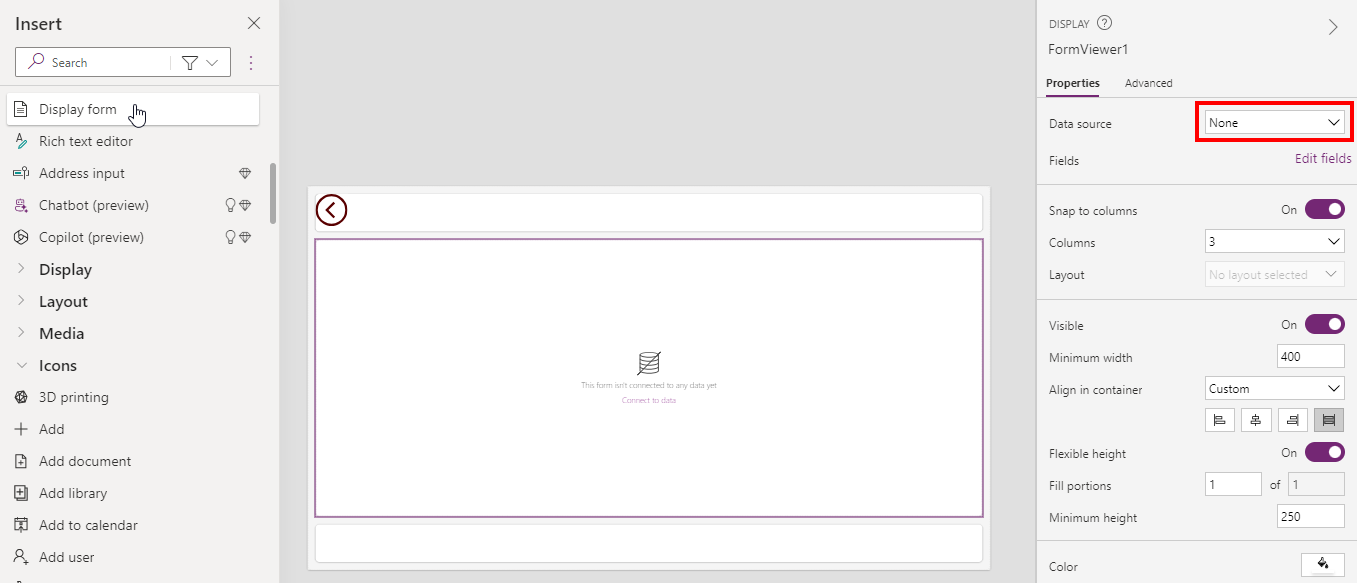 Insert
Search
Display form
Rich text editor
Address input
Chatbot (preview)
Copilot (preview)
Display
Layout
Media
Icons
3D printing
Add
Add document
Add library
Add to calendar
Add user
This form isn't connected to any data yet
Connect to data
DISPLAY ?
FormViewer1
Properties Advanced
Data source None
Fields Edit fields
Snap to columns On
Columns 3
Layout No layout selected
Visible On
Minimum width 400
Align in container Custom
Flexible height On
Fill portions 1 of 1
Minimum height 250
Color